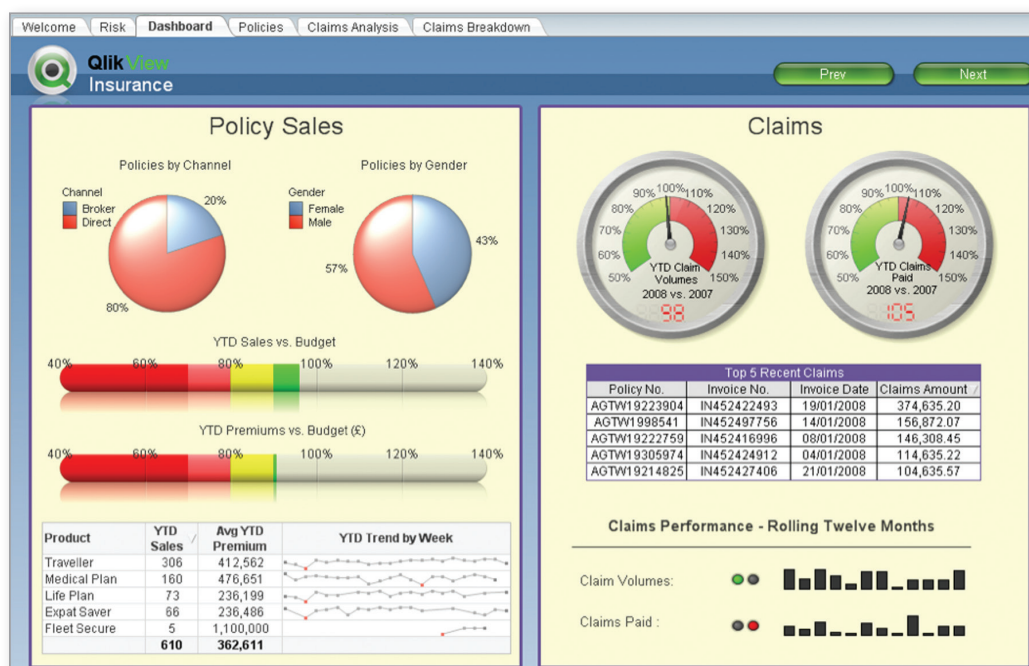 Welcome Risk Dashboard Policies Claims Analysis Claims Breakdown
QlikView
Insurance
Prev Next
Policy Sales
Policies by Channel Policies by Gender
Channel
Broker
Direct
20%
80%
Gender
Female
Male
43%
57%
YTD Sales vs. Budget
40% 60% 80% 100% 120% 140%
YTD Premiums vs. Budget (£)
40% 60% 80% 100% 120% 140%
Product YTD Sales Avg YTD Premium YTD Trend by Week
Traveller 306 412,562
Medical Plan 160 476,651
Life Plan 73 236,199
Expat Saver 66 236,486
Fleet Secure 5 1,100,000
610 362,611
Claims
50% 60% 70% 80% 90% 100% 110% 120% 130% 140% 150%
YTD Claim
Volumes
2008 vs. 2007
98
50% 60% 70% 80% 90% 100% 110% 120% 130% 140% 150%
YTD Claims
Paid
2008 vs. 2007
105
Top 5 Recent Claims
Policy No. Invoice No. Invoice Date Claims Amount
AGTW19223904 IN452422493 19/01/2008 374,635.20
AGTW1998541 IN452497756 14/01/2008 156,872.07
AGTW19222759 IN452416996 08/01/2008 146,308.45
AGTW19305974 IN452424912 04/01/2008 114,635.22
AGTW19214825 IN452427406 21/01/2008 104,635.57
Claims Performance - Rolling Twelve Months
Claim Volumes:
Claims Paid :